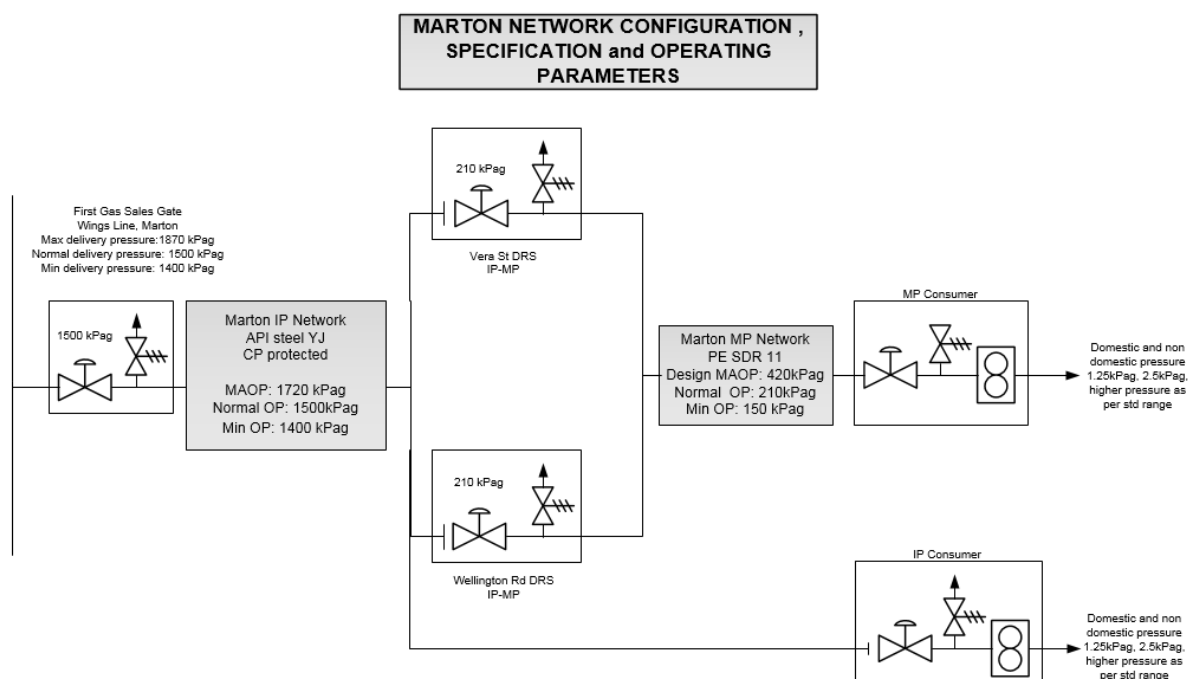 MARTON NETWORK CONFIGURATION ,
SPECIFICATION and OPERATING
PARAMETERS
210 kPag
Vera St DRS
IP-MP
First Gas Sales Gate
Wings Line, Marton
Max delivery pressure:1870 kPag
Normal delivery pressure: 1500 kPag
Min delivery pressure: 1400 kPag
1500 kPag
Marton IP Network
API steel YJ
CP protected
MAOP: 1720 kPag
Normal OP: 1500kPag
Min OP: 1400 kPag
Marton MP Network
PE SDR 11
Design MAOP: 420kPag
Normal OP: 210kPag
Min OP: 150 kPag
MP Consumer
Domestic and non
domestic pressure
1.25kPag, 2.5kPag,
higher pressure as
per std range
210 kPag
Wellington Rd DRS
IP-MP
IP Consumer
Domestic and non
domestic pressure
1.25kPag, 2.5kPag,
higher pressure as
per std range